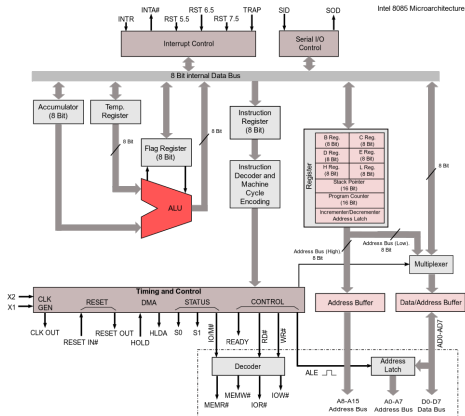 Intel 8085 Microarchitecture
INTR
INTA#
RST 5.5
RST 6.5
RST 7.5
TRAP
SID
SOD
Interrupt Control
Serial I/O
Control
8 Bit internal Data Bus
Accumulator
(8 Bit)
Temp.
Register
Flag Register
(8 Bit)
8 Bit
8 Bit
ALU
Instruction
Register
(8 Bit)
Instruction
Decoder and
Machine
Cycle
Encoding
Register
B Reg.
(8 Bit)
C Reg.
(8 Bit)
D Reg.
(8 Bit)
E Reg.
(8 Bit)
H Reg.
(8 Bit)
L Reg.
(8 Bit)
Stack Pointer
(16 Bit)
Program Counter
(16 Bit)
Incrementer/Decrementer
Address Latch
8 Bit
Address Bus (High).
8 Bit
Address Bus (Low).
8 Bit
Multiplexer
Timing and Control
X2
X1
CLK
GEN
RESET
DMA
STATUS
CONTROL
CLK OUT
RESET IN#
RESET OUT
HOLD
HLDA
S0
S1
IO/M#
READY
RD#
WR#
ALE
Address Buffer
Data/Address Buffer
AD0-AD7
Decoder
Address
Latch
MEMR#
MEMW#
IOR#
IOW#
A8-A15
Address Bus
A0-A7
Address Bus
D0-D7
Data Bus